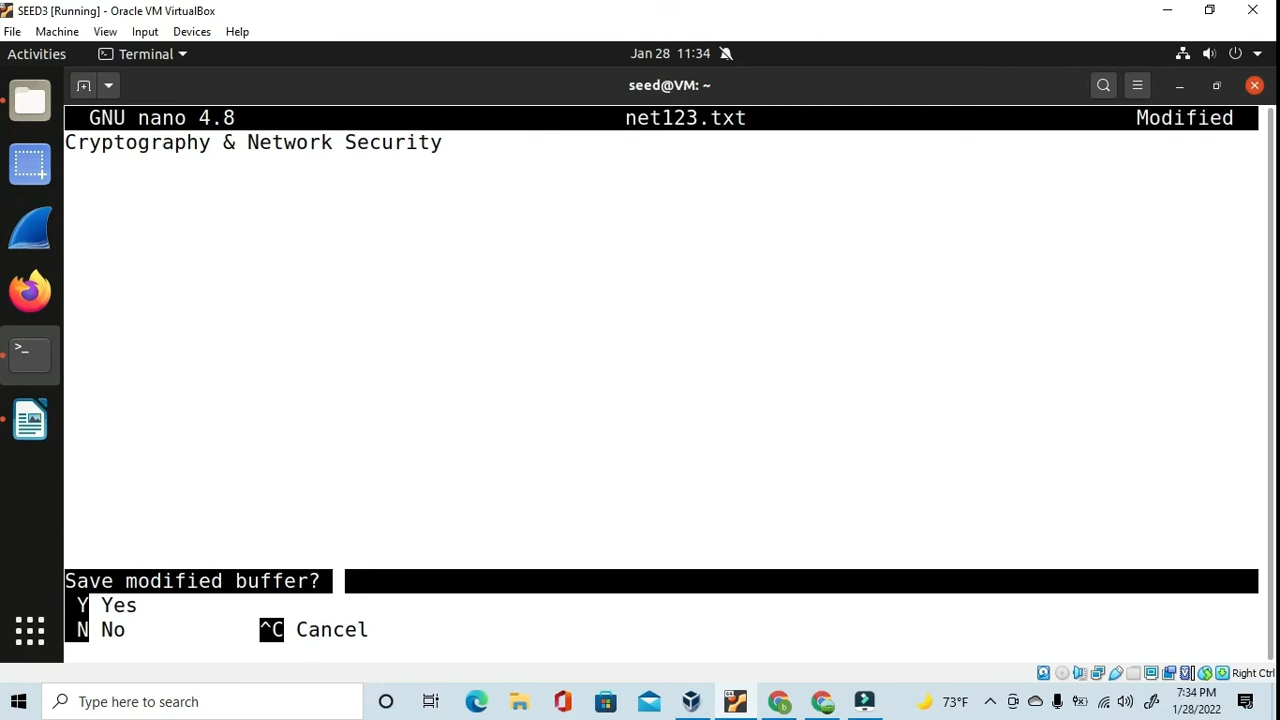 SEED3 [Running] - Oracle VM VirtualBox
File Machine View Input Devices Help
Activities Terminal Jan 28 11:34
seed@VM: ~
GNU nano 4.8 net123.txt Modified
Cryptography & Network Security
Save modified buffer?
Y Yes
N No ^C Cancel
Right Ctrl
Type here to search 73°F 7:34 PM
1/28/2022